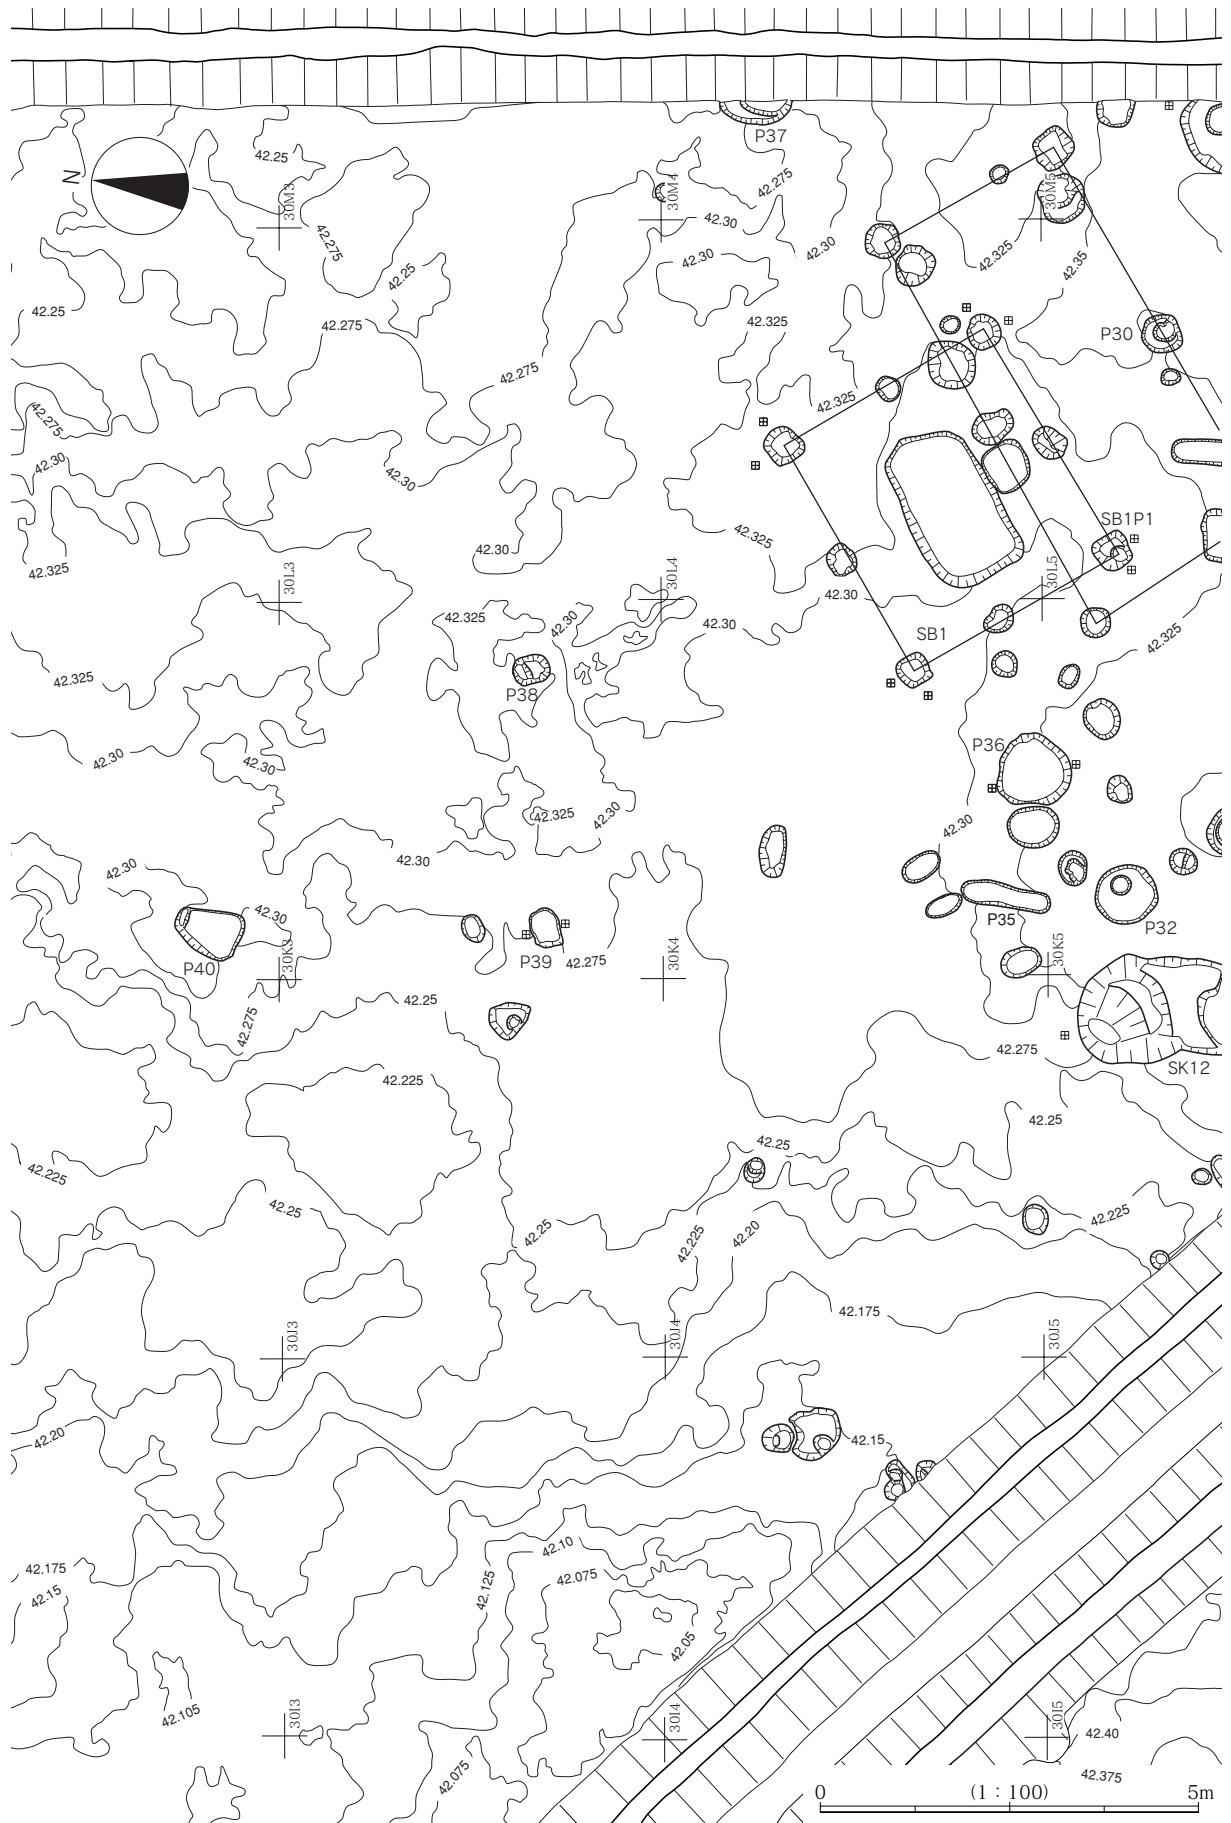 P37
42.25
N
30M3
30M4
42.275
42.30
30M5
42.275
42.30
42.30
42.325
42.35
42.25
42.25
42.275
42.325
P30
42.275
42.325
42.275
42.30
42.30
SB1P1
42.325
42.30
42.325
30L3
30L4
42.30
30L5
42.325
42.30
42.30
SB1
42.325
42.325
P38
P36
42.30
42.30
42.325
42.30
42.30
42.30
42.30
42.30
P35
P32
P40
30K3
P39
42.275
30K4
30K5
42.25
42.275
42.275
SK12
42.225
42.25
42.225
42.25
42.25
42.25
42.225
42.20
42.225
42.175
30J3
30J4
30J5
42.20
42.15
42.10
42.175
42.15
42.125
42.075
42.05
42.105
30I3
30I4
30I5
42.40
42.075
42.375
0 (1：100) 5m